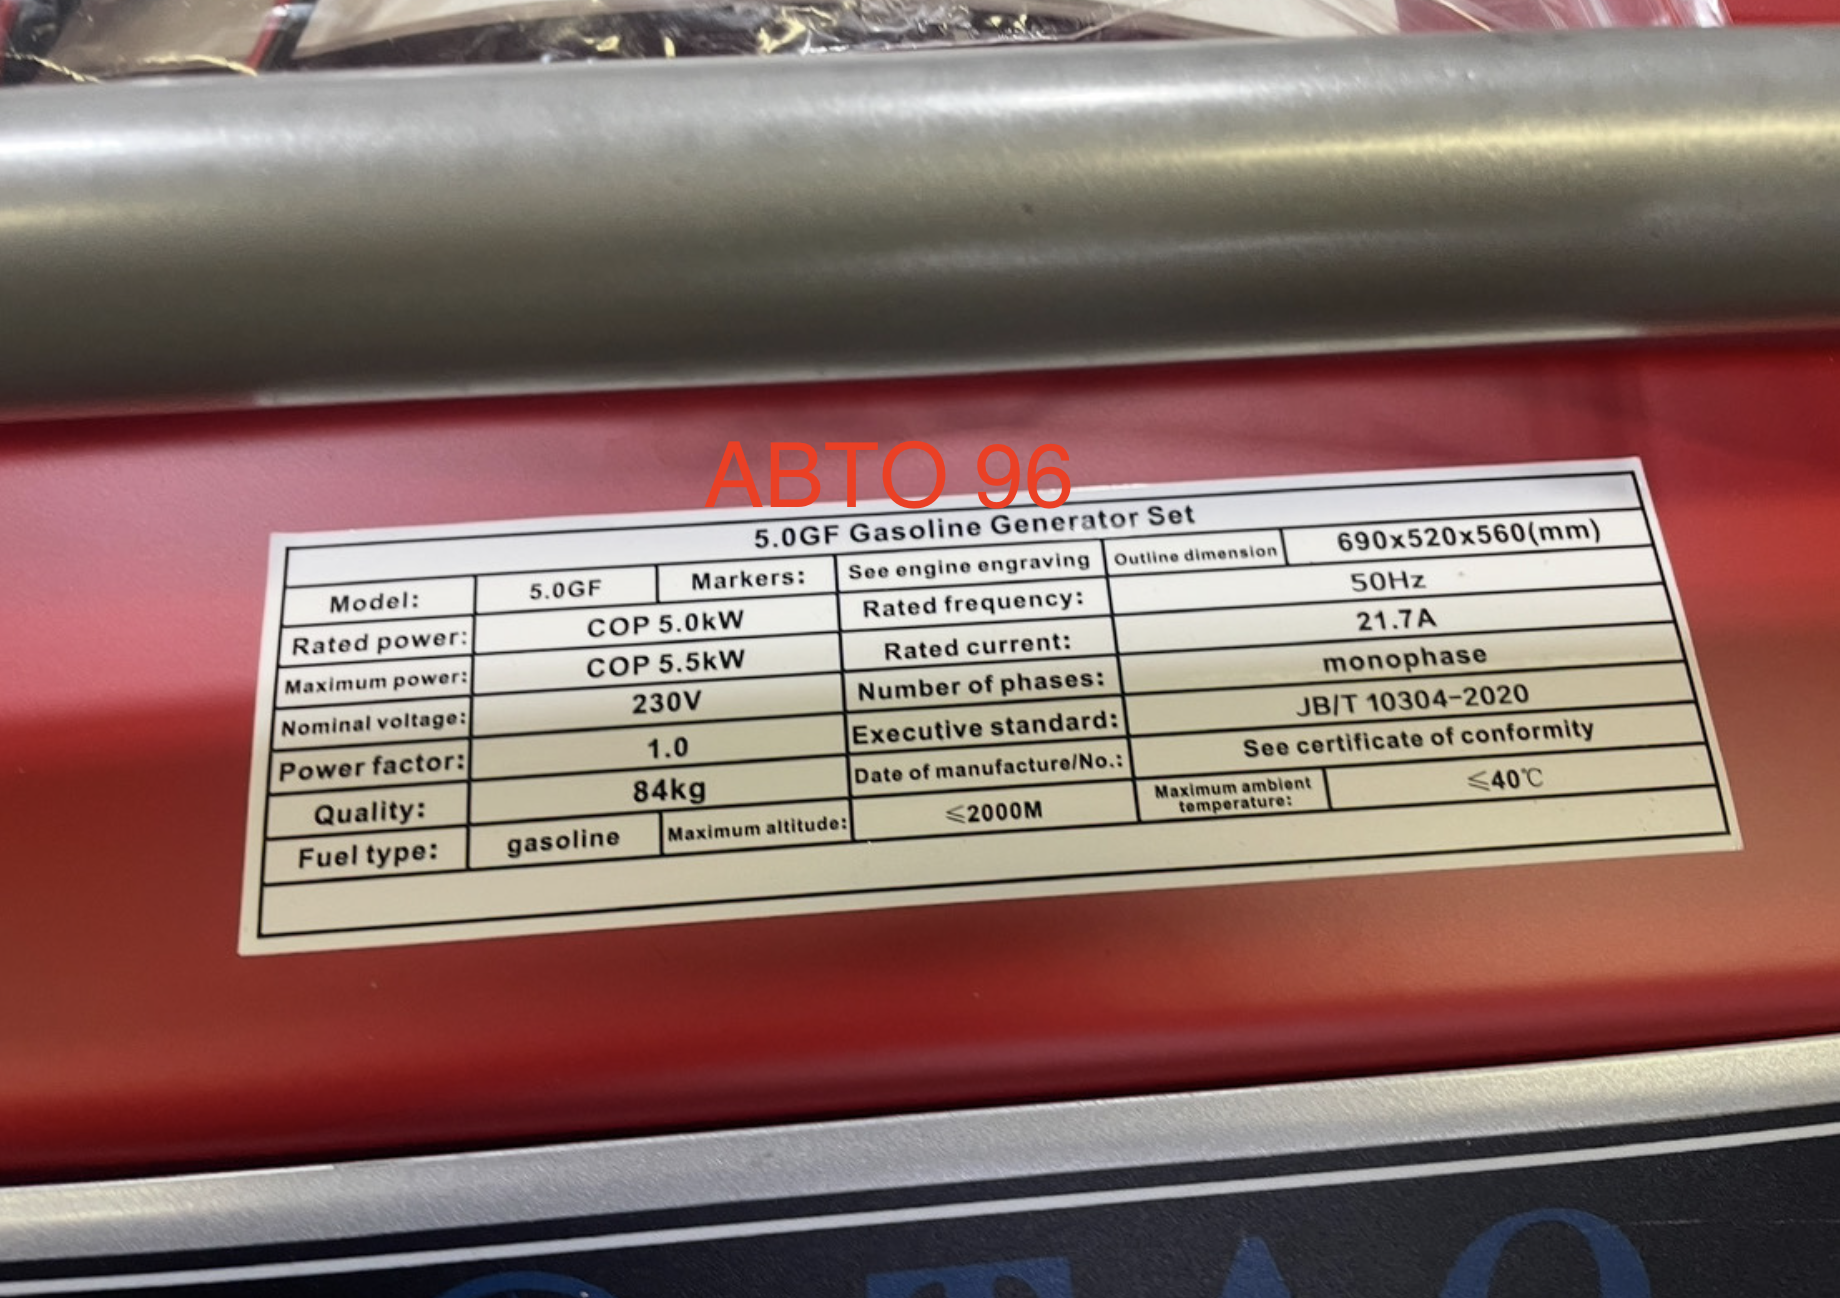 АВТО 96
5.0GF Gasoline Generator Set
Model: 5.0GF Markers: See engine engraving Outline dimension 690x520x560(mm)
Rated power: COP 5.0kW Rated frequency: 50Hz
Maximum power: COP 5.5kW Rated current: 21.7A
Nominal voltage: 230V Number of phases: monophase
Power factor: 1.0 Executive standard: JB/T 10304-2020
Quality: 84kg Date of manufacture/No.: See certificate of conformity
Fuel type: gasoline Maximum altitude: ≤2000M Maximum ambient temperature: ≤40℃